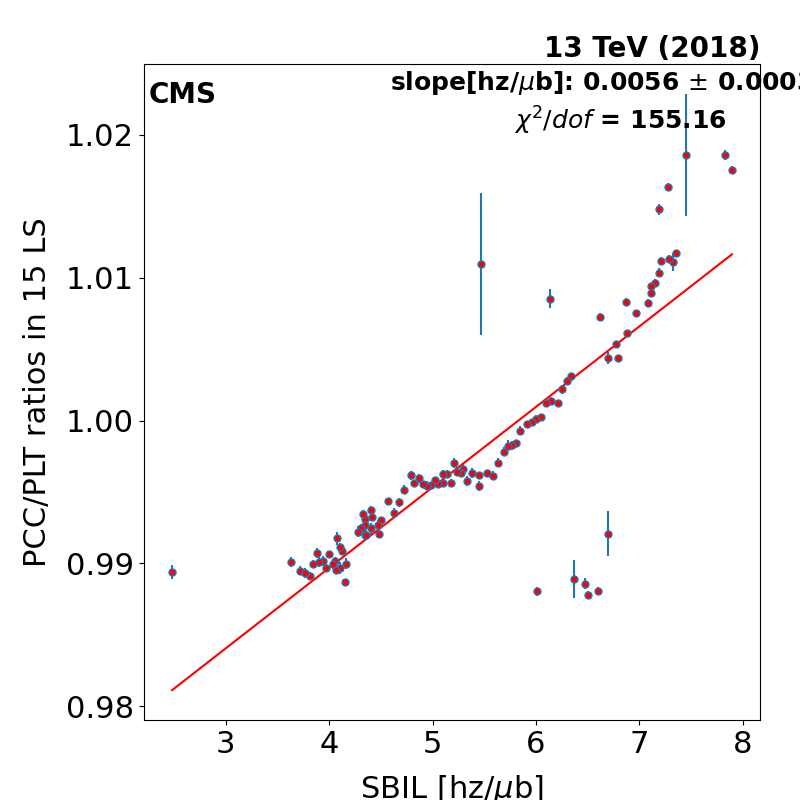 13 TeV (2018)
CMS
slope[hz/μb]: 0.0056 ± 0.0003
χ²/dof = 155.16
PCC/PLT ratios in 15 LS
1.02
1.01
1.00
0.99
0.98
3 4 5 6 7 8
SBIL [hz/μb]